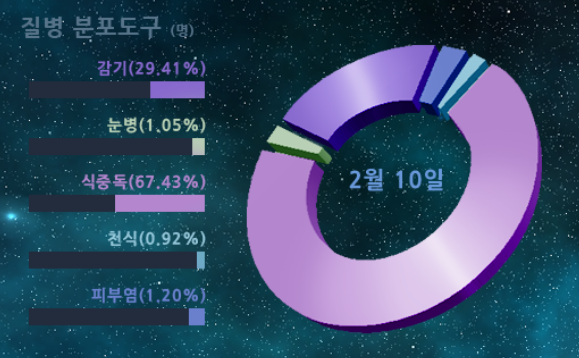 질병 분포도구 (명)
감기(29.41%)
눈병(1.05%)
식중독(67.43%)
천식(0.92%)
피부염(1.20%)
2월 10일